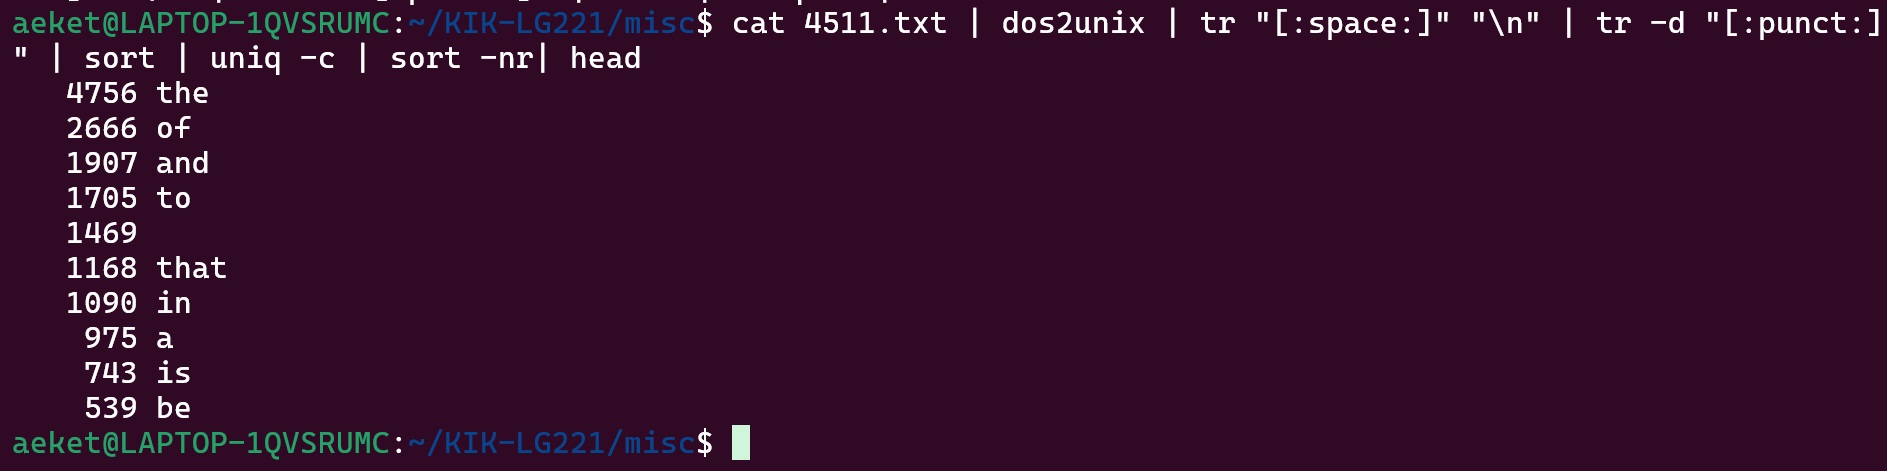 aeket@LAPTOP-1QVSRUMC:~/KIK-LG221/misc$ cat 4511.txt | dos2unix | tr "[:space:]" "\n" | tr -d "[:punct:]
" | sort | uniq -c | sort -nr| head
4756 the
2666 of
1907 and
1705 to
1469
1168 that
1090 in
975 a
743 is
539 be
aeket@LAPTOP-1QVSRUMC:~/KIK-LG221/misc$